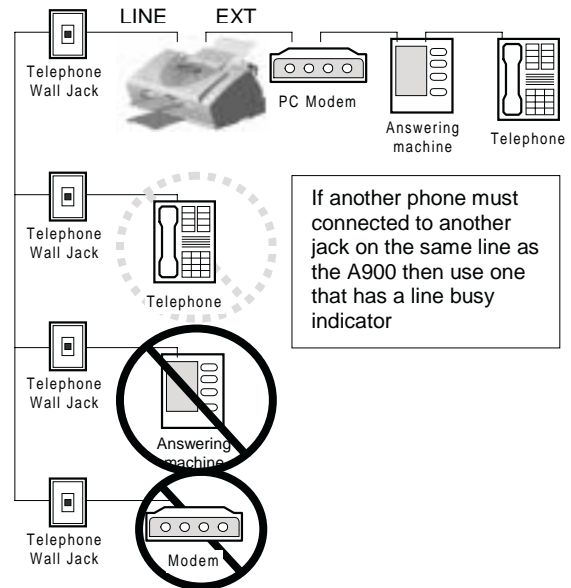 LINE EXT
Telephone
Wall Jack
PC Modem
Answering
machine
Telephone
Telephone
Wall Jack
Telephone
If another phone must
connected to another
jack on the same line as
the A900 then use one
that has a line busy
indicator
Telephone
Wall Jack
Answering
machine
Telephone
Wall Jack
Modem